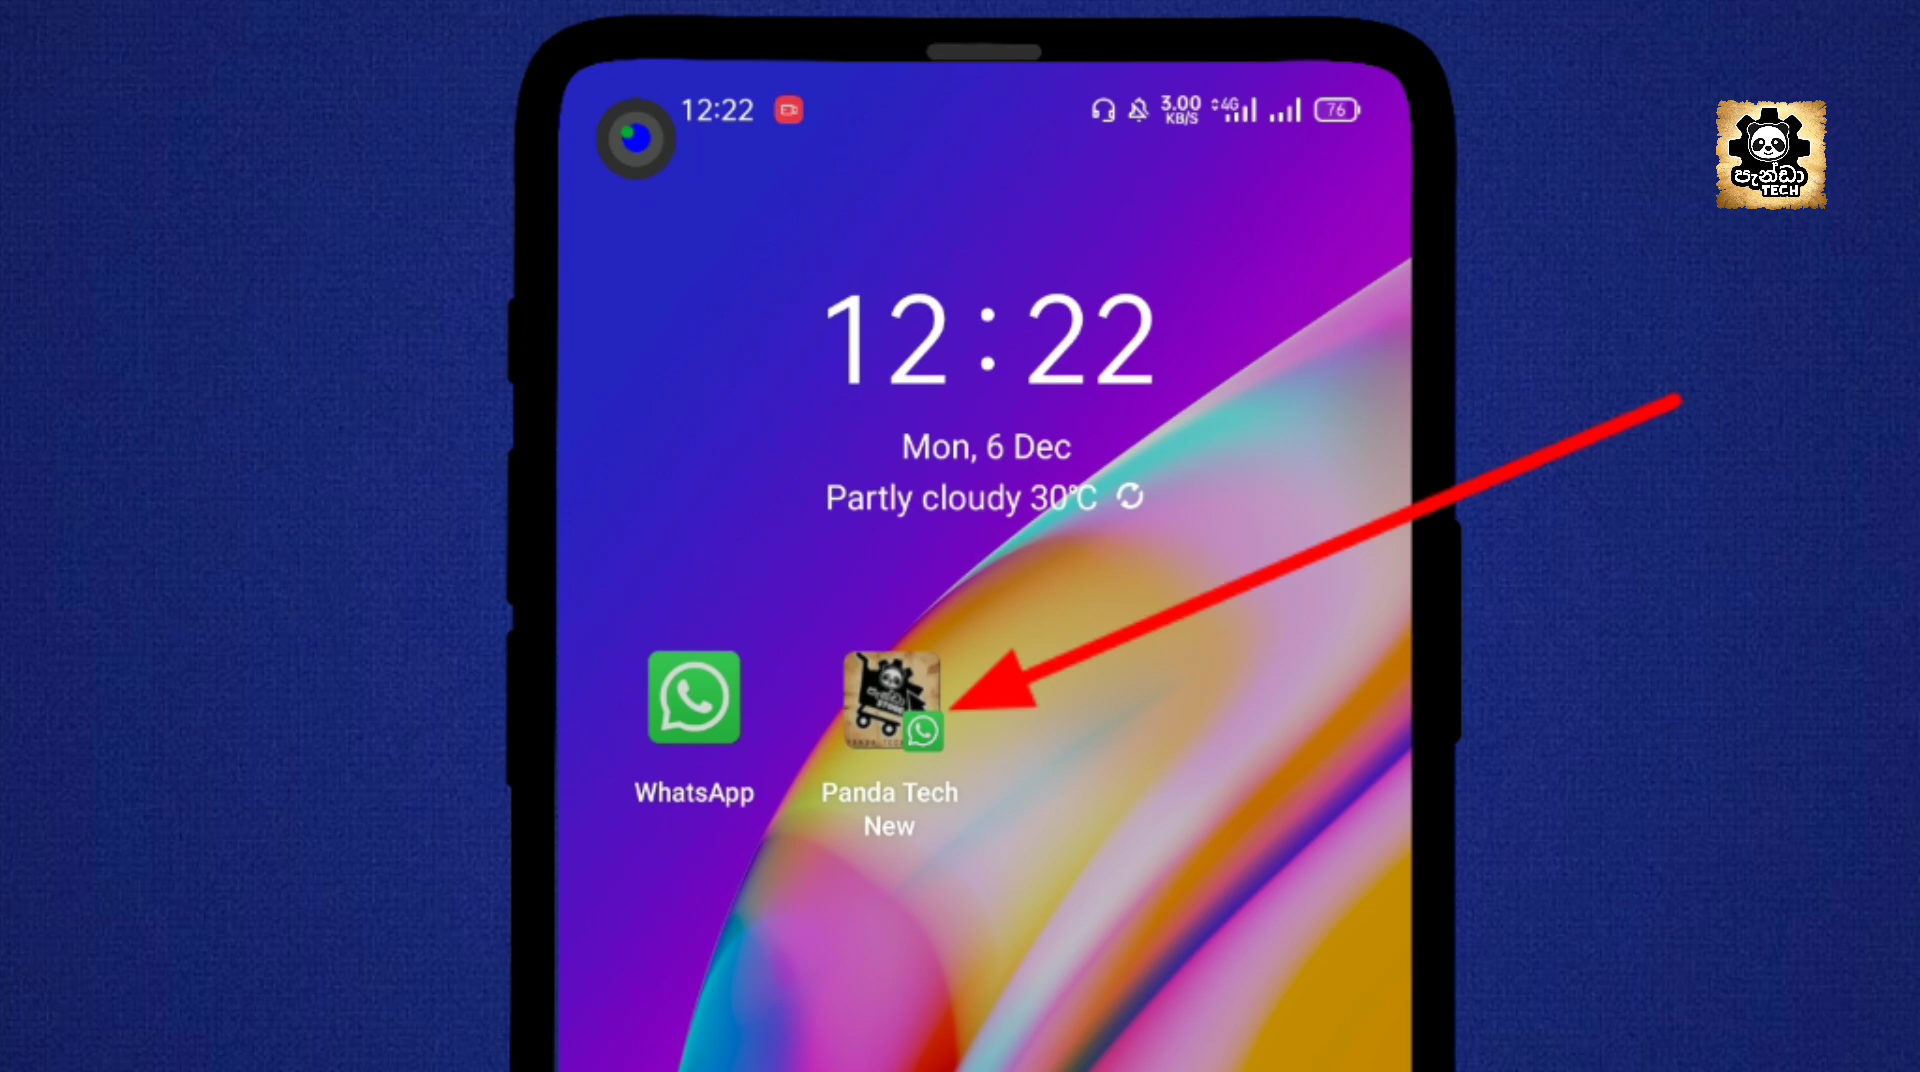 12:22
3.00
KB/S
4G
76
පැන්ඩා
TECH
12:22
Mon, 6 Dec
Partly cloudy 30°C
WhatsApp
Panda Tech
New